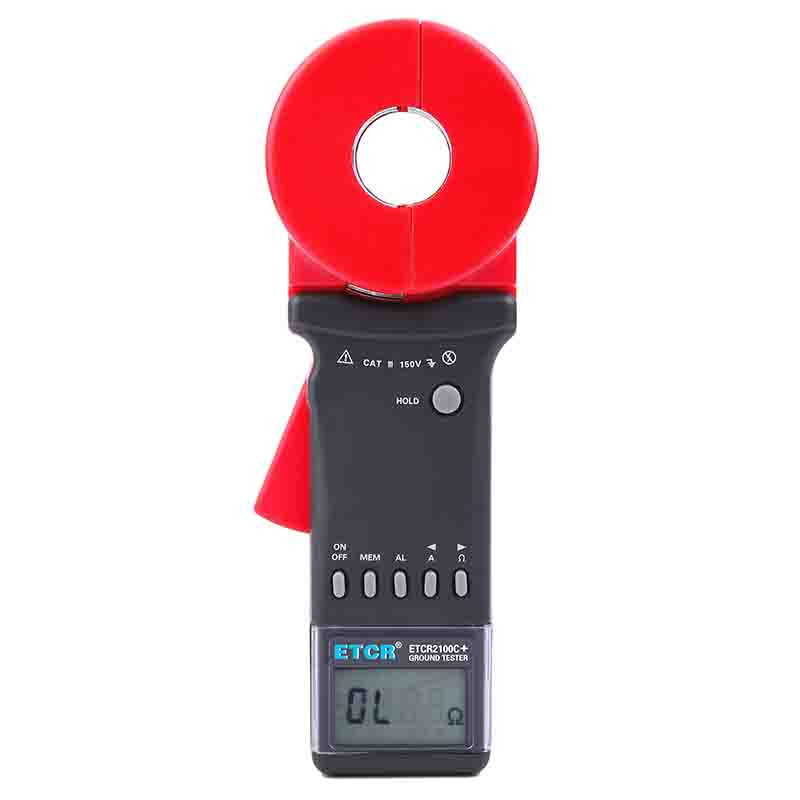 CAT Ⅲ 150V
HOLD
ON
OFF MEM AL A Ω
ETCR® ETCR2100C+
GROUND TESTER
OL Ω